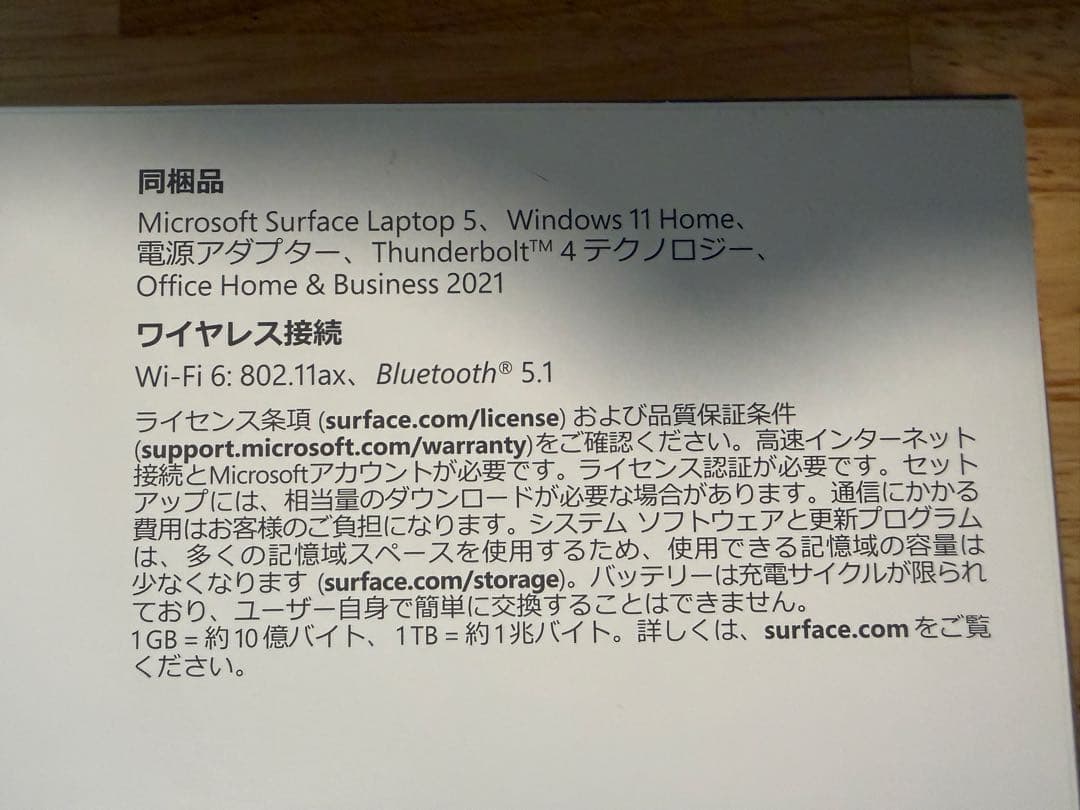 同梱品
Microsoft Surface Laptop 5、Windows 11 Home、
電源アダプター、Thunderbolt™ 4 テクノロジー、
Office Home & Business 2021
ワイヤレス接続
Wi-Fi 6: 802.11ax、Bluetooth® 5.1
ライセンス条項 (surface.com/license) および品質保証条件
(support.microsoft.com/warranty)をご確認ください。高速インターネット
接続とMicrosoftアカウントが必要です。ライセンス認証が必要です。セット
アップには、相当量のダウンロードが必要な場合があります。通信にかかる
費用はお客様のご負担になります。システム ソフトウェアと更新プログラム
は、多くの記憶域スペースを使用するため、使用できる記憶域の容量は
少なくなります (surface.com/storage)。バッテリーは充電サイクルが限られ
ており、ユーザー自身で簡単に交換することはできません。
1 GB = 約 10 億バイト、1 TB = 約 1 兆バイト。詳しくは、surface.com をご覧
ください。